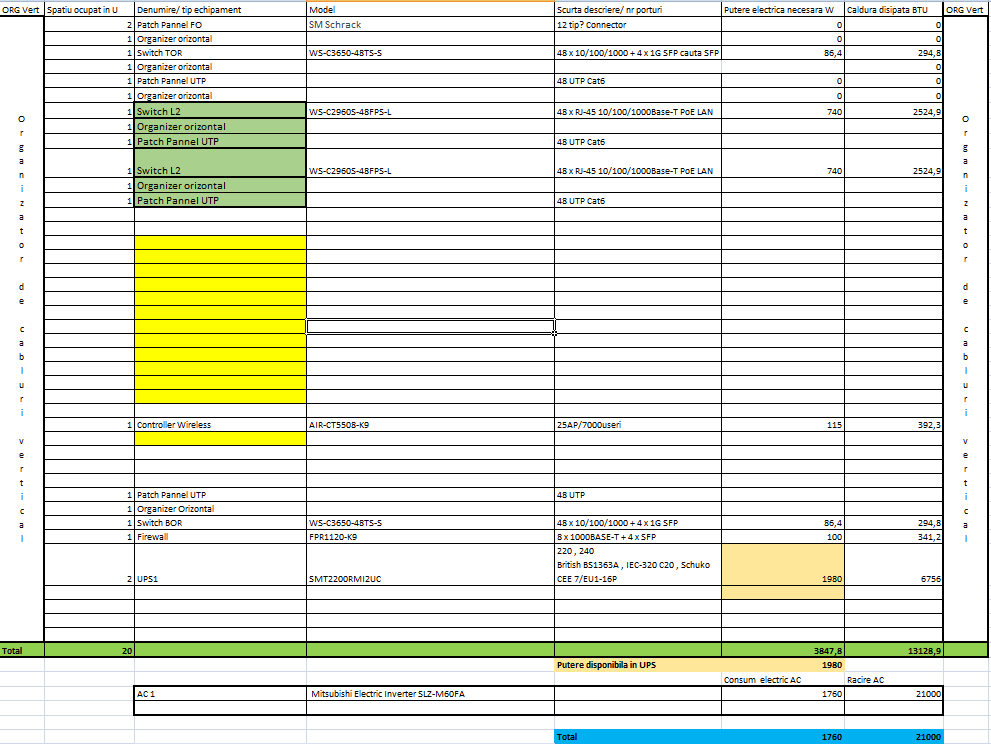 ORG Vert Spatiu ocupat in U Denumire/ tip echipament Model Scurta descriere/ nr porturi Putere electrica necesara W Caldura disipata BTU ORG Vert
2 Patch Panel FO SM Schrack 12 tip? Connector 0 0
1 Organizer orizontal 0 0
1 Switch TOR WS-C3650-48TS-S 48 x 10/100/1000 + 4 x 1G SFP cauta SFP 86,4 294,8
1 Organizer orizontal 0
1 Patch Pannel UTP 48 UTP Cat6 0 0
1 Organizer orizontal 0 0
1 Switch L2 WS-C2960S-48FPS-L 48 x RJ-45 10/100/1000Base-T PoE LAN 740 2524,9
1 Organizer orizontal
1 Patch Pannel UTP 48 UTP Cat6
1 Switch L2 WS-C2960S-48FPS-L 48 x RJ-45 10/100/1000Base-T PoE LAN 740 2524,9
1 Organizer orizontal
1 Patch Pannel UTP 48 UTP Cat6
Organizator de cabluri vertical
Organizator de cabluri vertical
1 Controller Wireless AIR-CT5508-K9 25AP/7000useri 115 392,3
1 Patch Pannel UTP 48 UTP
1 Organizer Orizontal
1 Switch BOR WS-C3650-48TS-S 48 x 10/100/1000 + 4 x 1G SFP 86,4 294,8
1 Firewall FPR1120-K9 8 x 1000BASE-T + 4 x SFP 100 341,2
220 , 240
British BS1363A , IEC-320 C20 , Schuko
2 UPS1 SMT2200RMI2UC CEE 7/EU1-16P 1980 6756
Total 20 3847,8 13128,9
Putere disponibila in UPS 1980
Consum electric AC Racire AC
AC 1 Mitsubishi Electric Inverter SLZ-M60FA 1760 21000
Total 1760 21000